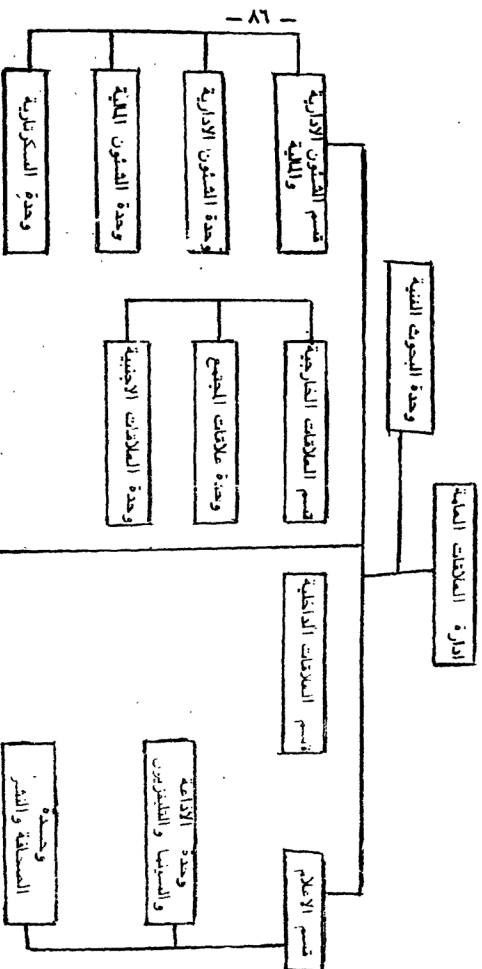 — ٨٦ —
ادارة العلاقات العامة
وحدة البحوث الفنية
قسم الاعلام
قسم العلاقات الداخلية
قسم العلاقات الخارجية
قسم الشئون الادارية
والمالية
وحدة الاذاعة
والسينما والتليفزيون
وحدة
الصحافة والنشر
وحدة علاقات المجتمع
وحدة العلاقات الاجنبية
وحدة الشئون الادارية
وحدة الشئون المالية
وحدة السكرتارية